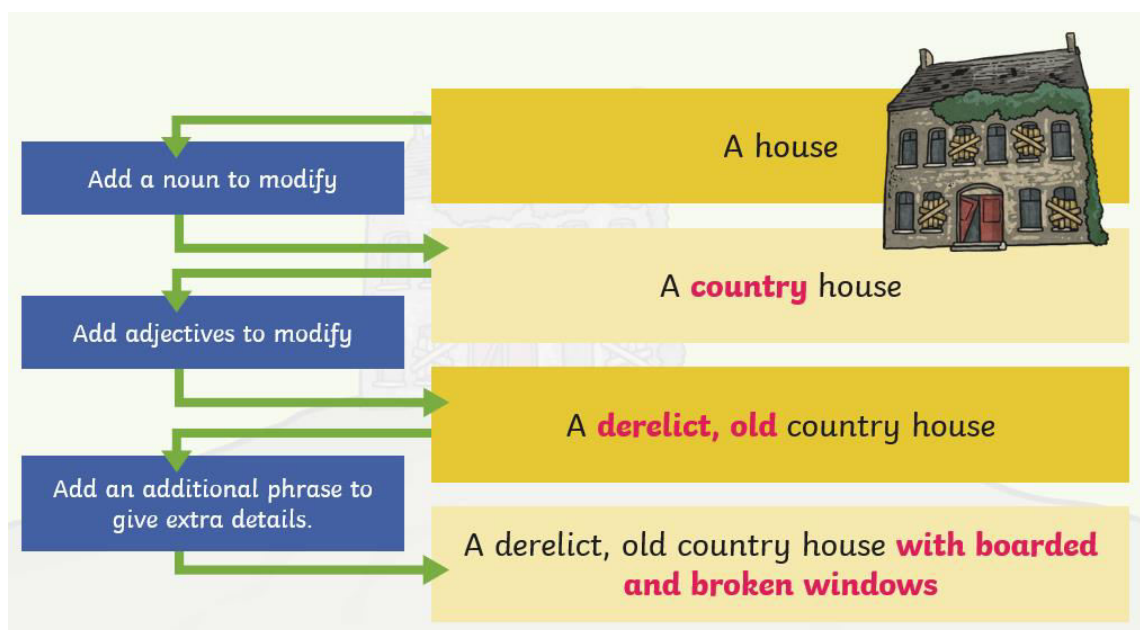 A house
Add a noun to modify
A country house
Add adjectives to modify
A derelict, old country house
Add an additional phrase to
give extra details.
A derelict, old country house with boarded
and broken windows